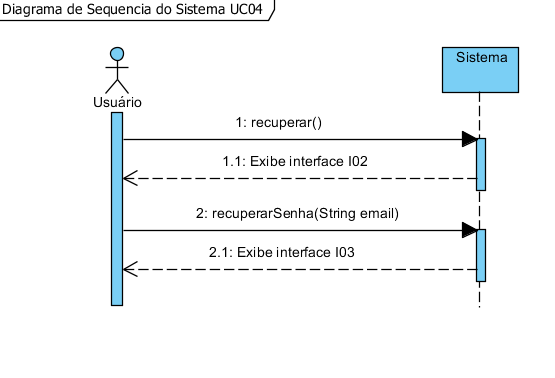 Diagrama de Sequencia do Sistema UC04
Sistema
Usuário
1: recuperar()
1.1: Exibe interface I02
2: recuperarSenha(String email)
2.1: Exibe interface I03